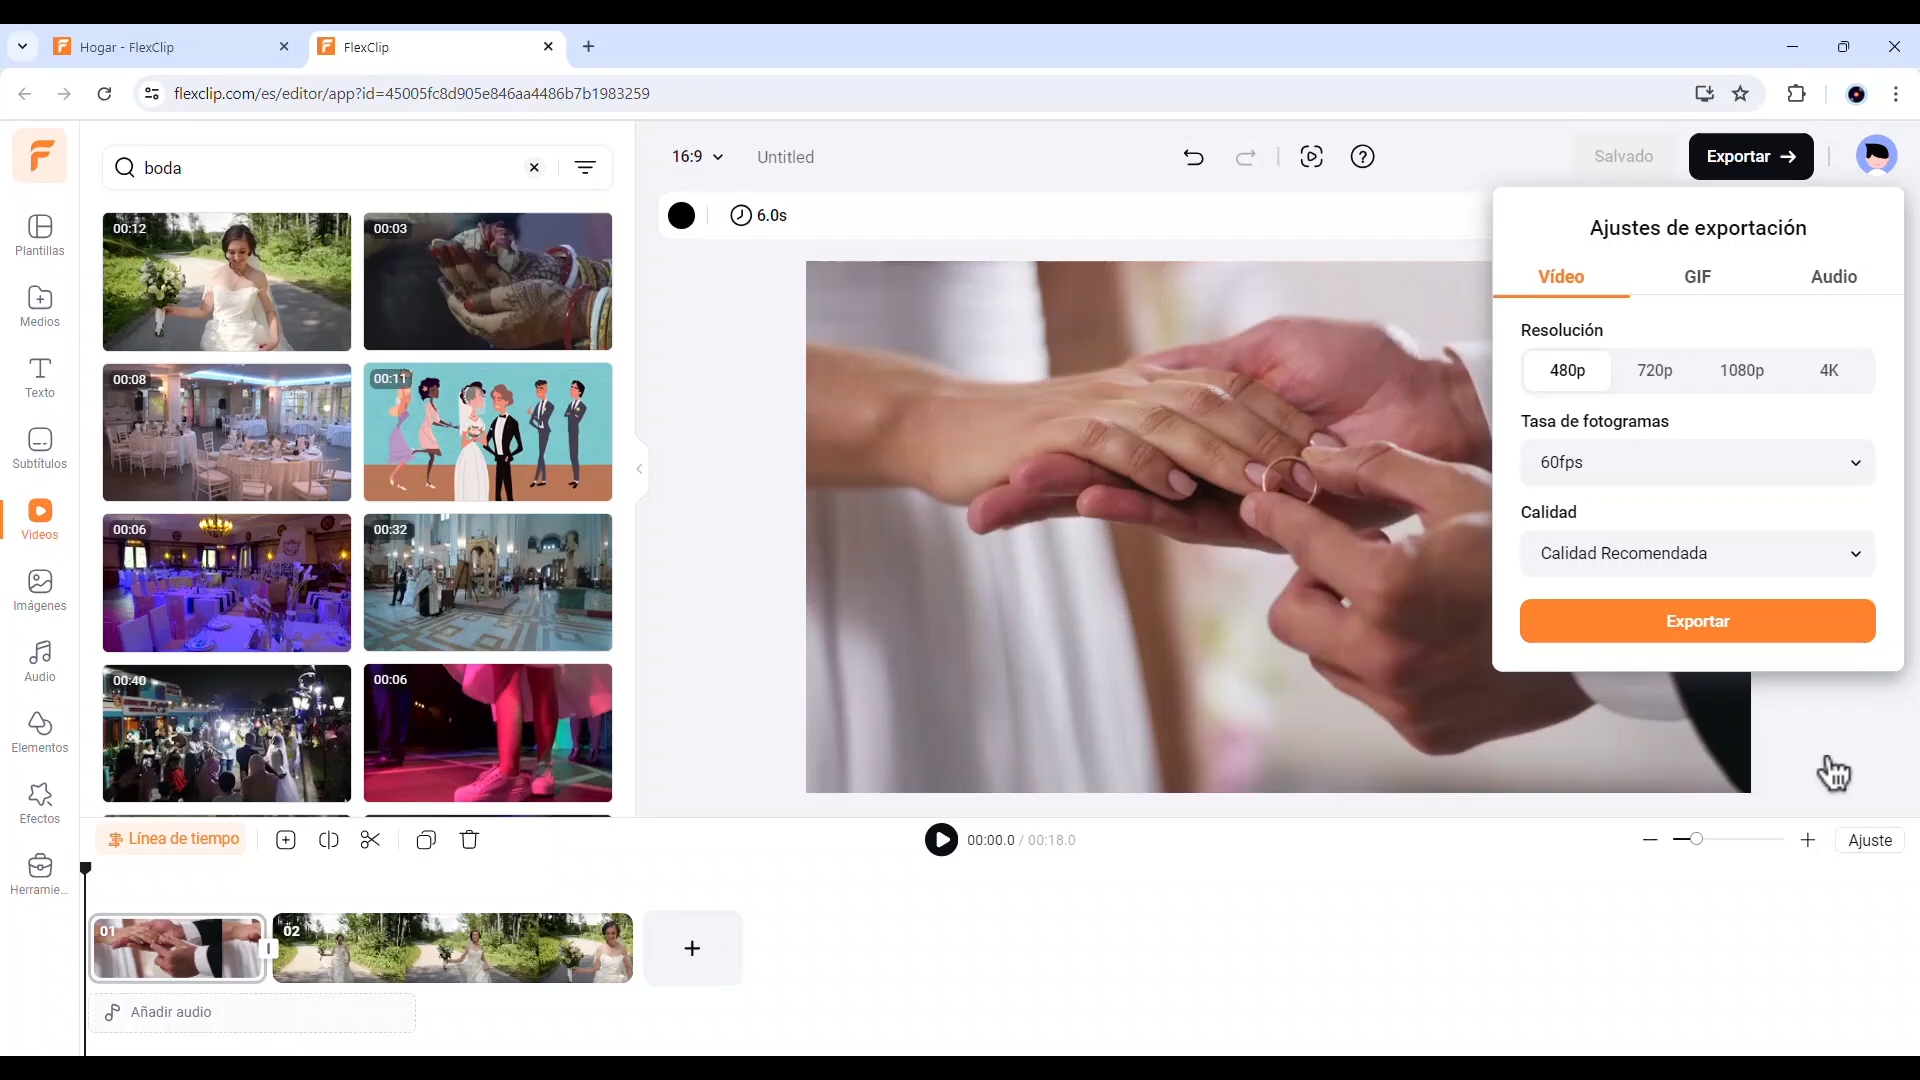 Hogar - FlexClip
FlexClip
flexclip.com/es/editor/app?id=45005fc8d905e846aa4486b7b1983259
boda
16:9
Untitled
Salvado
Exportar
Plantillas
Medios
Texto
Subtítulos
Vídeos
Imágenes
Audio
Elementos
Efectos
Herramie...
00:12
00:03
00:08
00:11
00:06
00:32
00:40
00:06
6.0s
Ajustes de exportación
Vídeo
GIF
Audio
Resolución
480p
720p
1080p
4K
Tasa de fotogramas
60fps
Calidad
Calidad Recomendada
Exportar
Línea de tiempo
00:00.0 / 00:18.0
Ajuste
01
02
Añadir audio